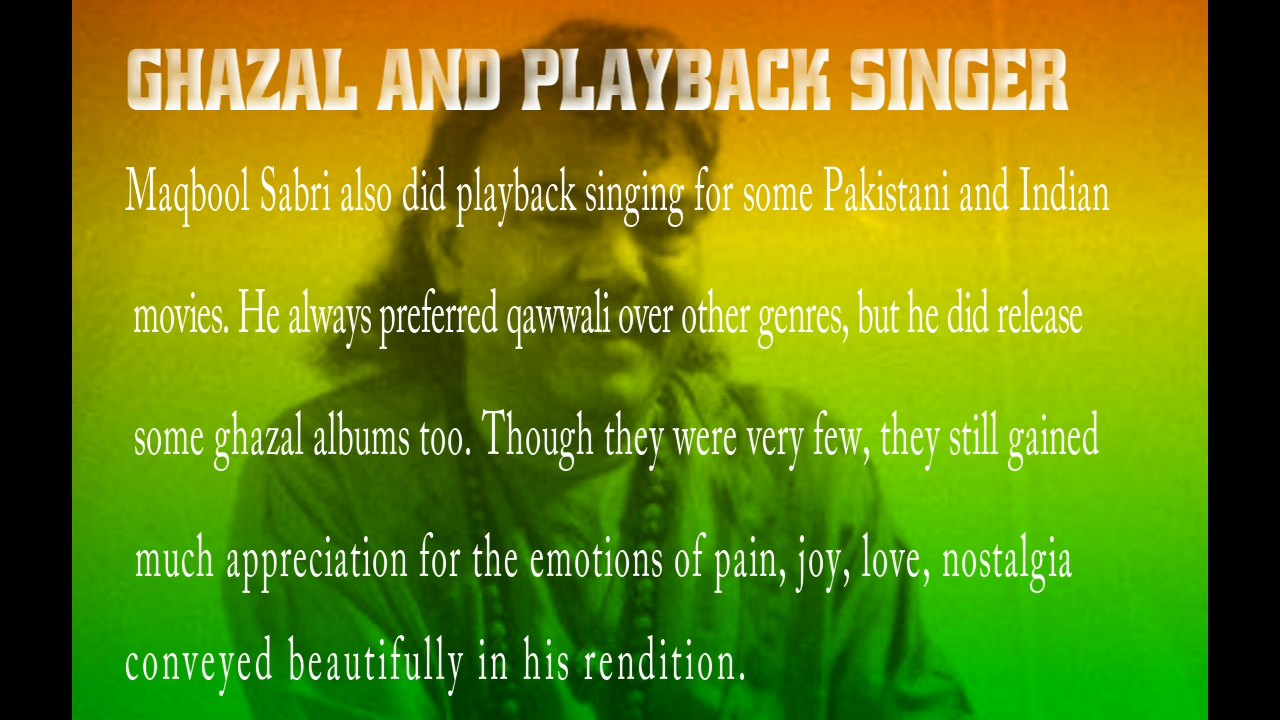 GHAZAL AND PLAYBACK SINGER
Maqbool Sabri also did playback singing for some Pakistani and Indian
movies. He always preferred qawwali over other genres, but he did release
some ghazal albums too. Though they were very few, they still gained
much appreciation for the emotions of pain, joy, love, nostalgia
conveyed beautifully in his rendition.